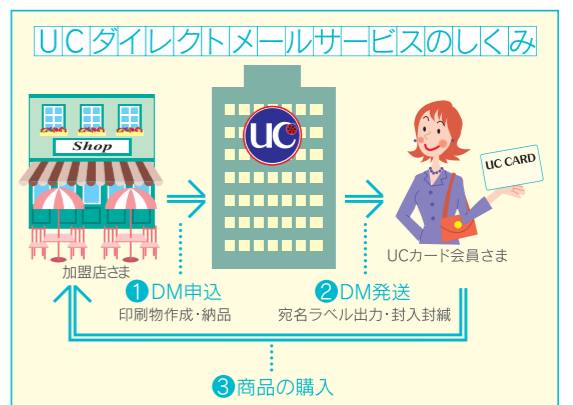 UCダイレクトメールサービスのしくみ
Shop
UC
UC CARD
加盟店さま
UCカード会員さま
①DM申込
印刷物作成・納品
②DM発送
宛名ラベル出力・封入封緘
③商品の購入